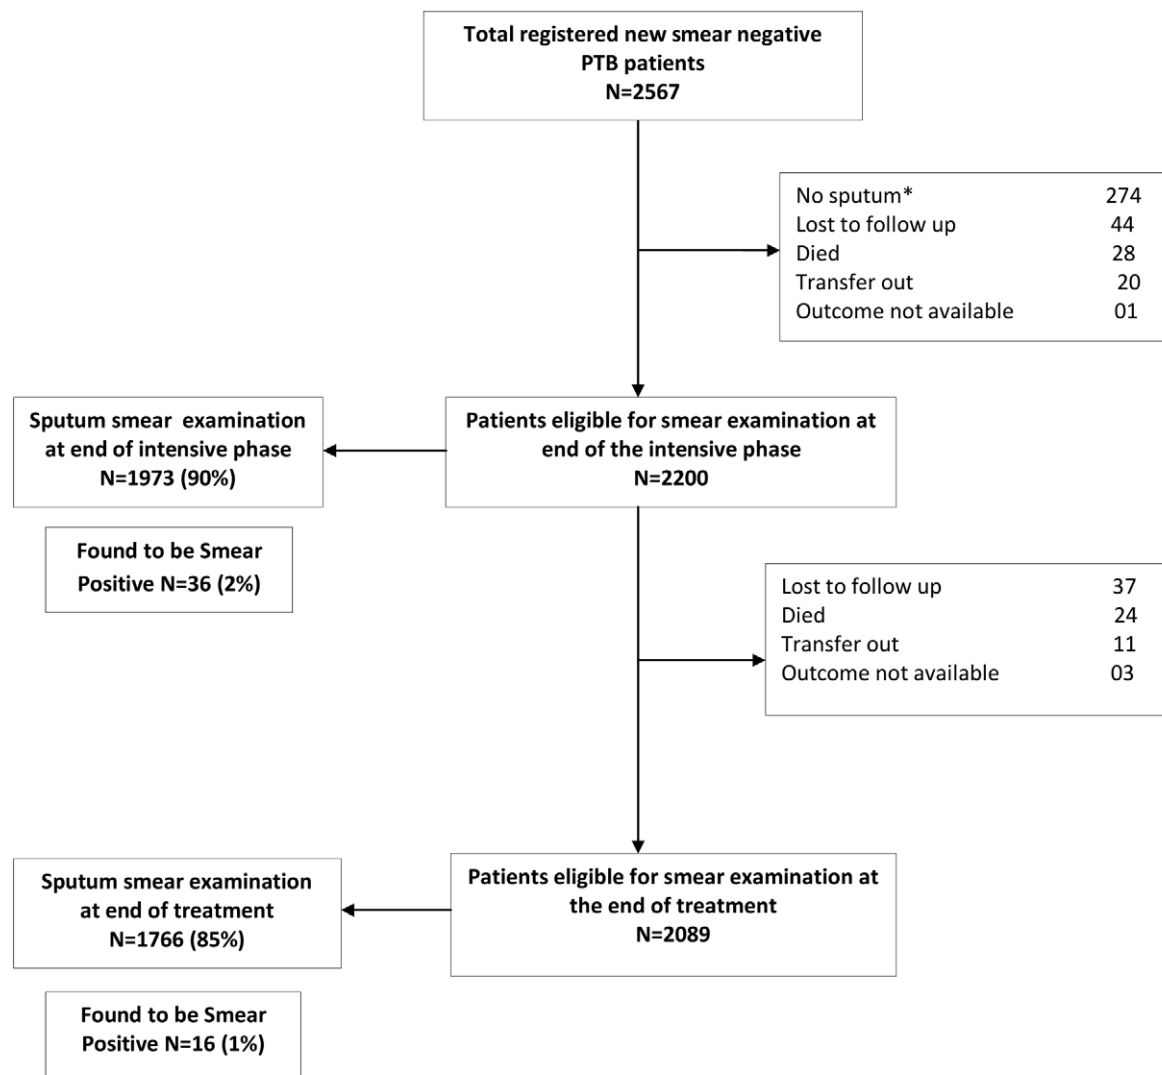 Total registered new smear negative
PTB patients
N=2567
No sputum* 274
Lost to follow up 44
Died 28
Transfer out 20
Outcome not available 01
Sputum smear examination
at end of intensive phase
N=1973 (90%)
Patients eligible for smear examination at
end of the intensive phase
N=2200
Found to be Smear
Positive N=36 (2%)
Lost to follow up 37
Died 24
Transfer out 11
Outcome not available 03
Sputum smear examination
at end of treatment
N=1766 (85%)
Patients eligible for smear examination at
the end of treatment
N=2089
Found to be Smear
Positive N=16 (1%)